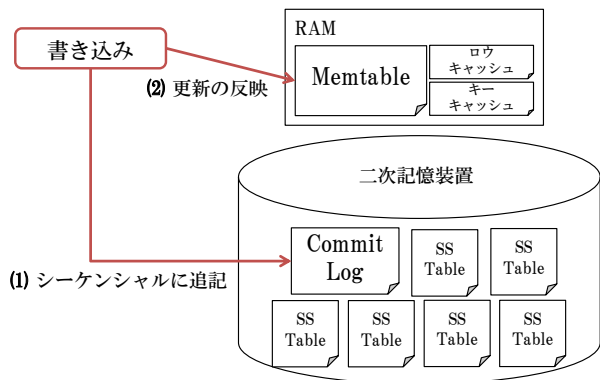 書き込み
RAM
Memtable
ロウ
キャッシュ
キー
キャッシュ
(2) 更新の反映
二次記憶装置
Commit
Log
SS
Table
SS
Table
(1) シーケンシャルに追記
SS
Table
SS
Table
SS
Table
SS
Table